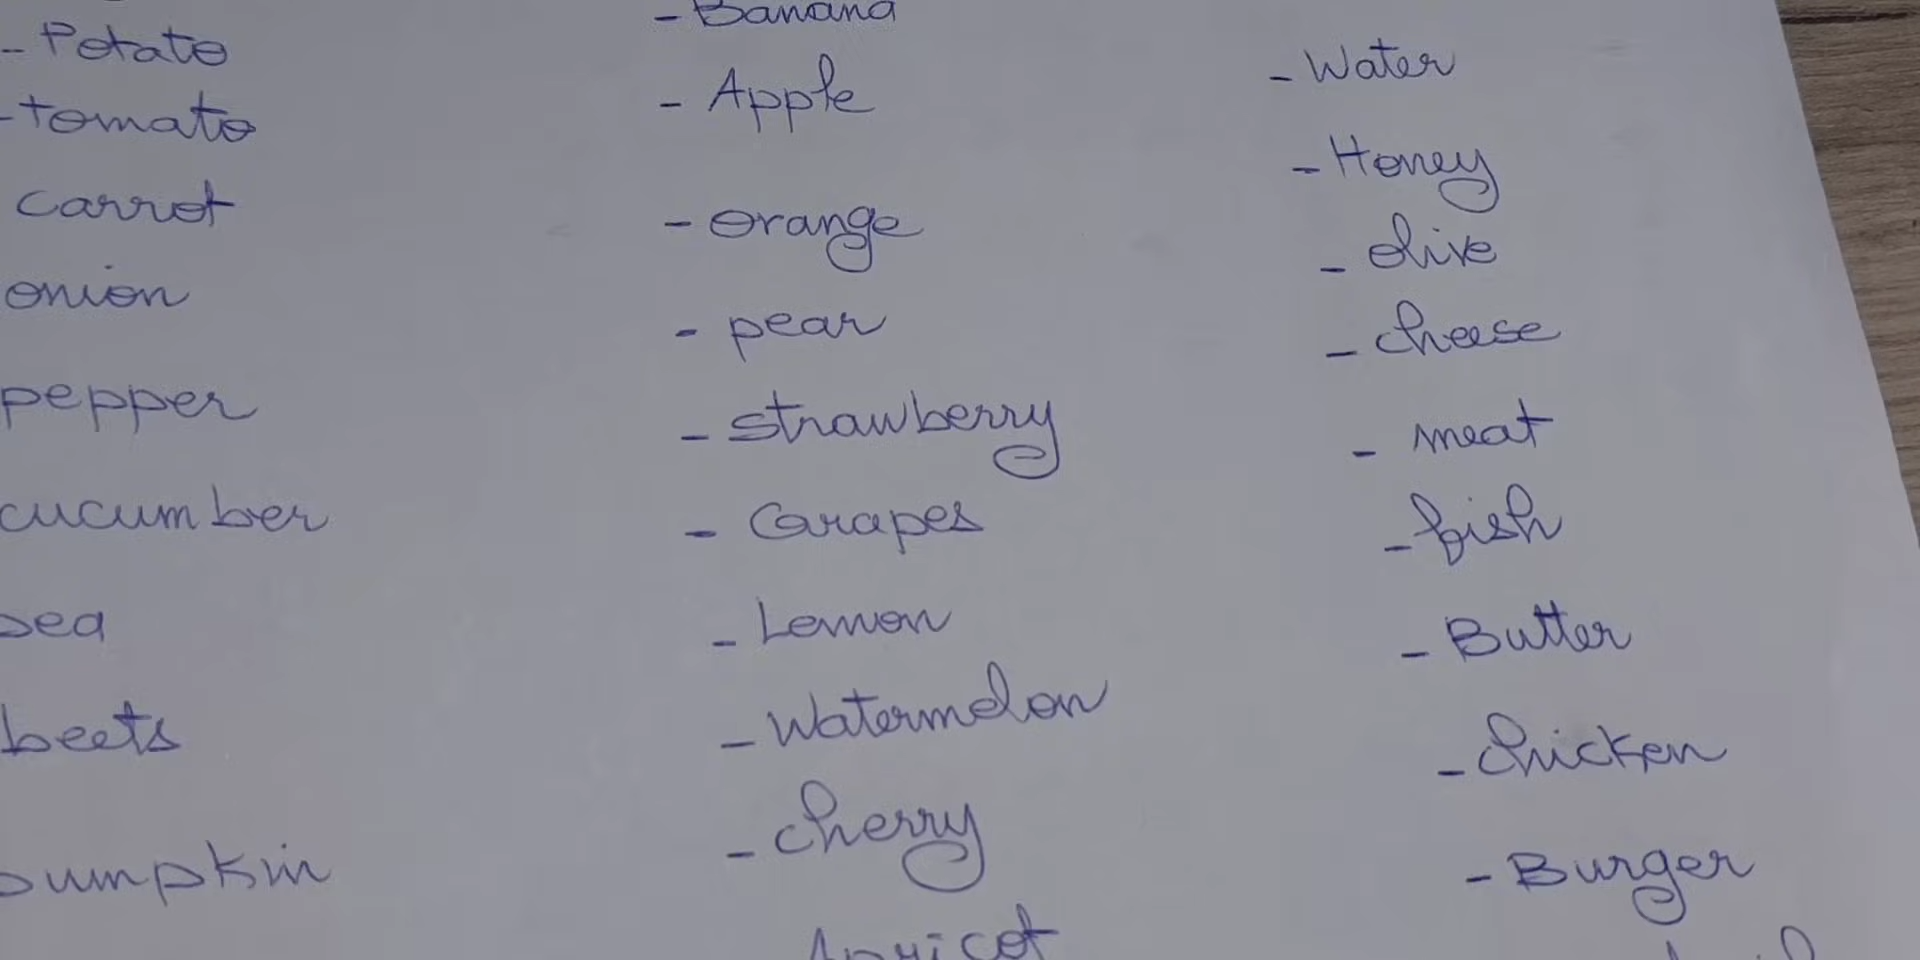 - Potato
- tomato
carrot
onion
pepper
cucumber
pea
beets
pumpkin
- Banana
- Apple
- orange
- pear
- strawberry
- Grapes
- Lemon
- Watermelon
- cherry
Apricot
- Water
- Honey
- olive
- cheese
- meat
- fish
- Butter
- chicken
- Burger